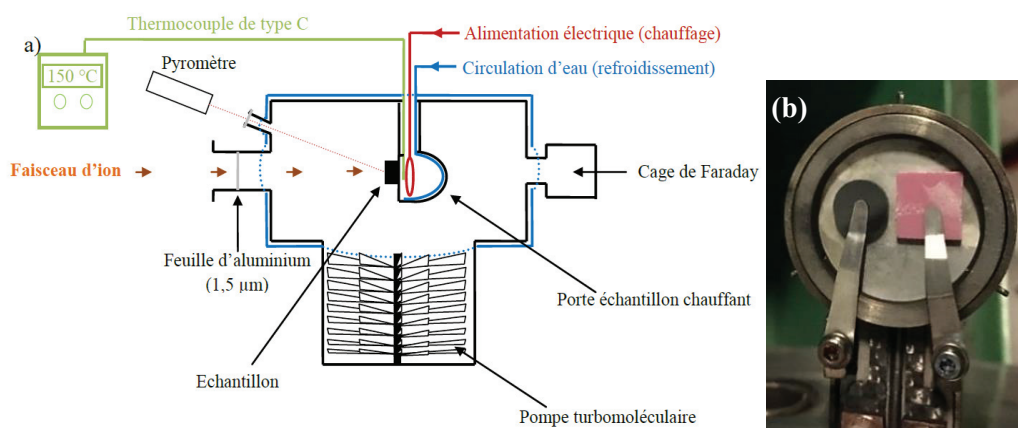 a)
Thermocouple de type C
Alimentation électrique (chauffage)
150 °C
Pyromètre
Circulation d'eau (refroidissement)
(b)
Faisceau d'ion
Cage de Faraday
Feuille d'aluminium
(1,5 µm)
Porte échantillon chauffant
Echantillon
Pompe turbomoléculaire